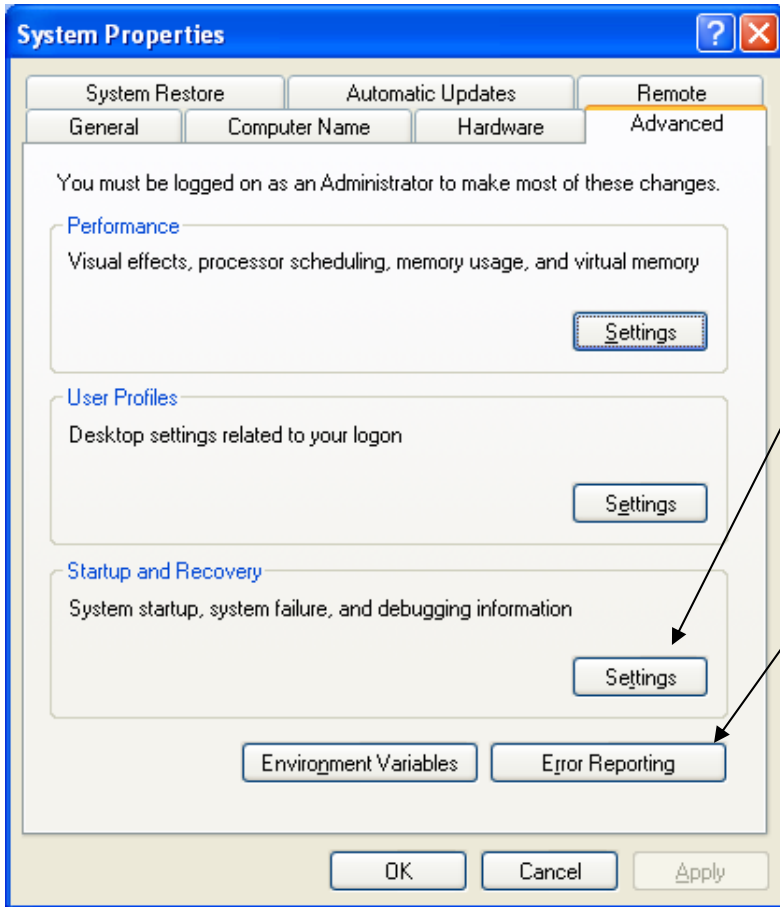 System Properties
System Restore
Automatic Updates
Remote
General
Computer Name
Hardware
Advanced
You must be logged on as an Administrator to make most of these changes.
Performance
Visual effects, processor scheduling, memory usage, and virtual memory
Settings
User Profiles
Desktop settings related to your logon
Settings
Startup and Recovery
System startup, system failure, and debugging information
Settings
Environment Variables
Error Reporting
OK
Cancel
Apply